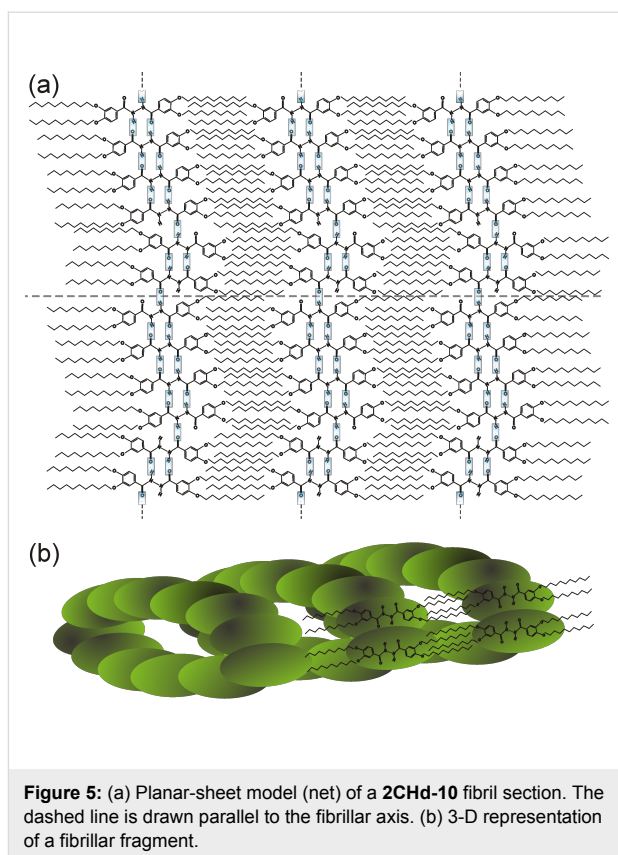 (a)
(b)
Figure 5: (a) Planar-sheet model (net) of a 2CHd-10 fibril section. The
dashed line is drawn parallel to the fibrillar axis. (b) 3-D representation
of a fibrillar fragment.